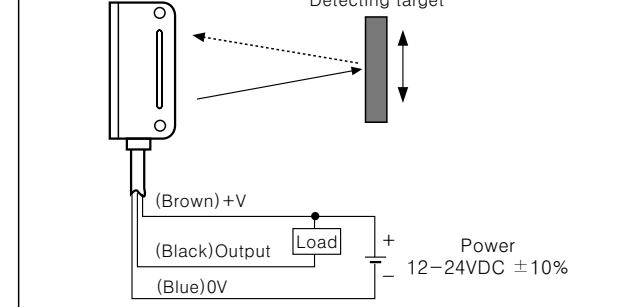 Detecting target
(Brown)+V
Load
+
(Black)Output
Power
12-24VDC ±10%
−
(Blue)0V